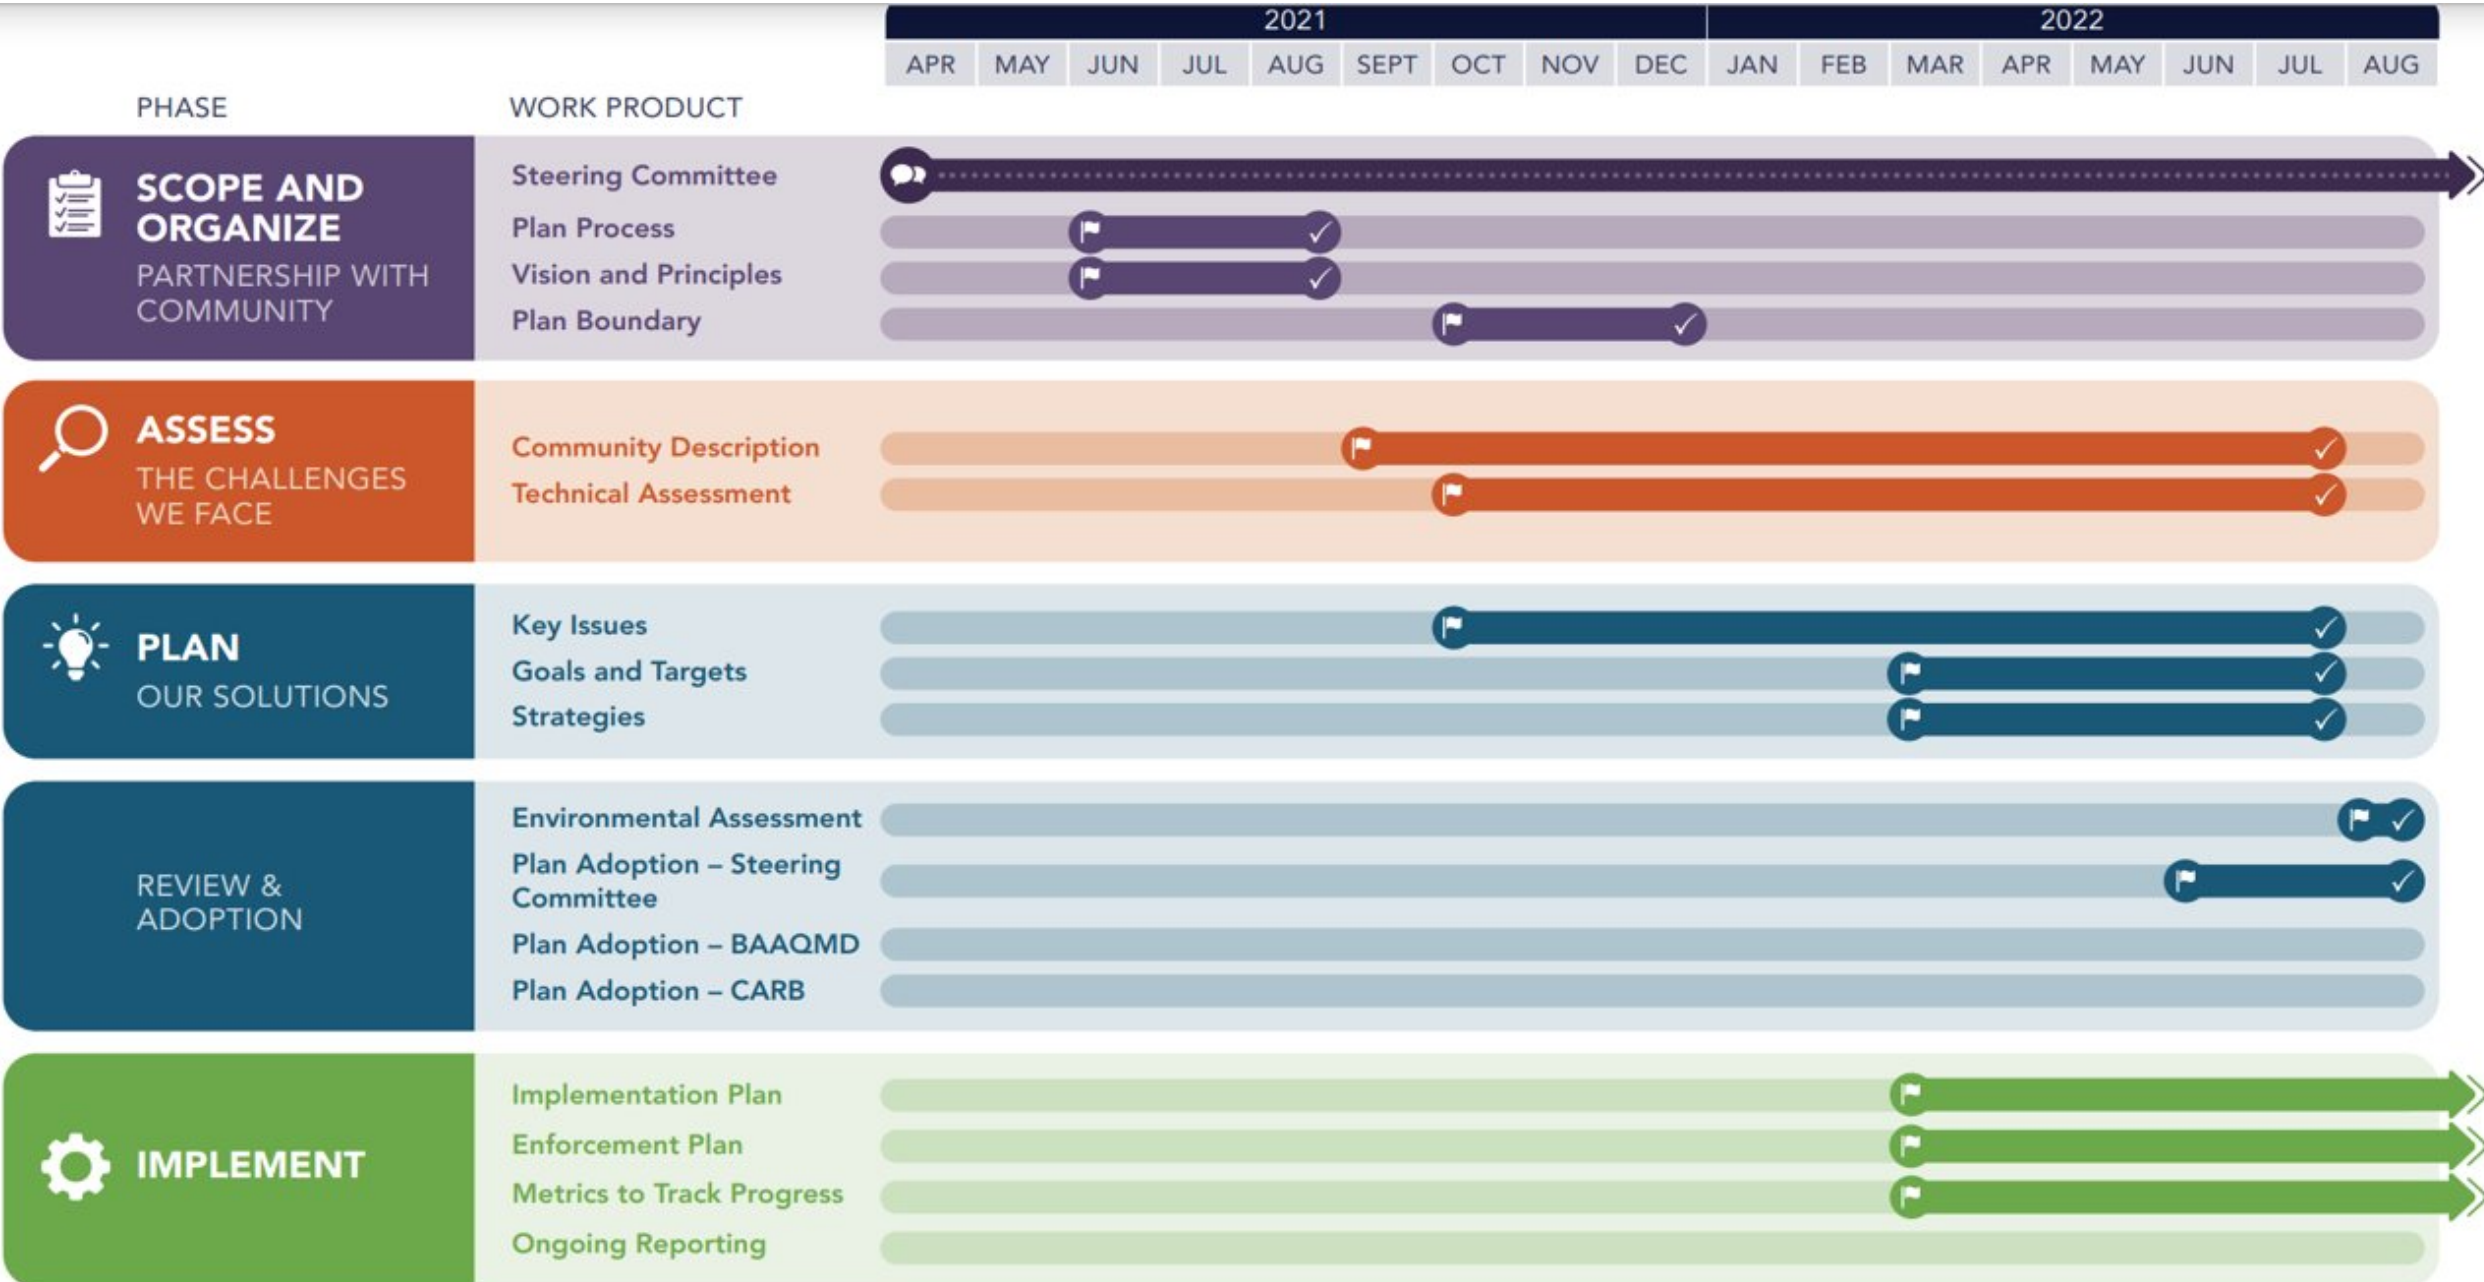 2021 2022
APR MAY JUN JUL AUG SEPT OCT NOV DEC JAN FEB MAR APR MAY JUN JUL AUG
PHASE WORK PRODUCT
SCOPE AND
ORGANIZE
PARTNERSHIP WITH
COMMUNITY
Steering Committee
Plan Process
Vision and Principles
Plan Boundary
ASSESS
THE CHALLENGES
WE FACE
Community Description
Technical Assessment
PLAN
OUR SOLUTIONS
Key Issues
Goals and Targets
Strategies
REVIEW &
ADOPTION
Environmental Assessment
Plan Adoption – Steering
Committee
Plan Adoption – BAAQMD
Plan Adoption – CARB
IMPLEMENT
Implementation Plan
Enforcement Plan
Metrics to Track Progress
Ongoing Reporting